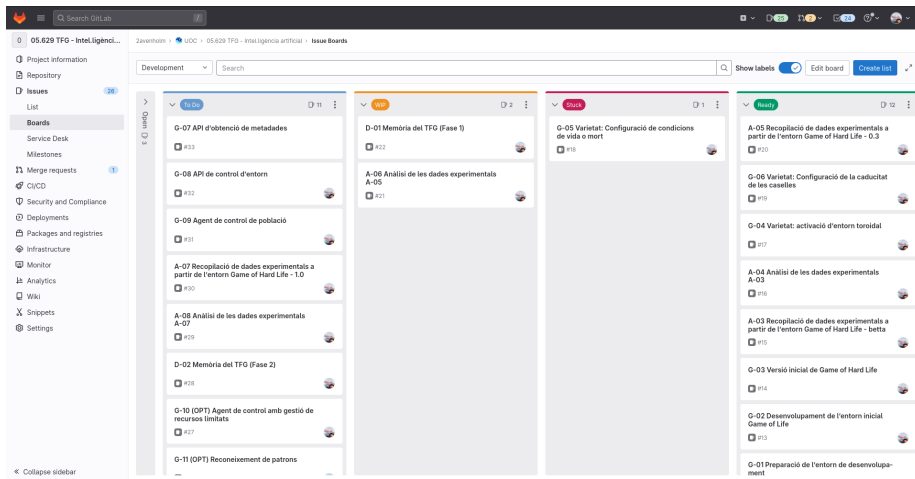 Search GitLab
/
25
2
24
0 05.629 TFG - Intel.ligènci...
Project information
Repository
Issues 26
List
Boards
Service Desk
Milestones
Merge requests 1
CI/CD
Security and Compliance
Deployments
Packages and registries
Infrastructure
Monitor
Analytics
Wiki
Snippets
Settings
« Collapse sidebar
2avenhoim › UOC › 05.629 TFG - Intel.ligència artificial › Issue Boards
Development
Search
Show labels
Edit board
Create list
Open 3
To Do 11
G-07 API d'obtenció de metadades
#33
G-08 API de control d'entorn
#32
G-09 Agent de control de població
#31
A-07 Recopilació de dades experimentals a
partir de l'entorn Game of Hard Life - 1.0
#30
A-08 Anàlisi de les dades experimentals
A-07
#29
D-02 Memòria del TFG (Fase 2)
#28
G-10 (OPT) Agent de control amb gestió de
recursos limitats
#27
G-11 (OPT) Reconeixement de patrons
WIP 2
D-01 Memòria del TFG (Fase 1)
#22
A-06 Anàlisi de les dades experimentals
A-05
#21
Stuck 1
G-05 Varietat: Configuració de condicions
de vida o mort
#18
Ready 12
A-05 Recopilació de dades experimentals a
partir de l'entorn Game of Hard Life - 0.3
#20
G-06 Varietat: Configuració de la caducitat
de les caselles
#19
G-04 Varietat: activació d'entorn toroidal
#17
A-04 Anàlisi de les dades experimentals
A-03
#16
A-03 Recopilació de dades experimentals a
partir de l'entorn Game of Hard Life - betta
#15
G-03 Versió inicial de Game of Hard Life
#14
G-02 Desenvolupament de l'entorn inicial
Game of Life
#13
G-01 Preparació de l'entorn de desenvolupa-
ment